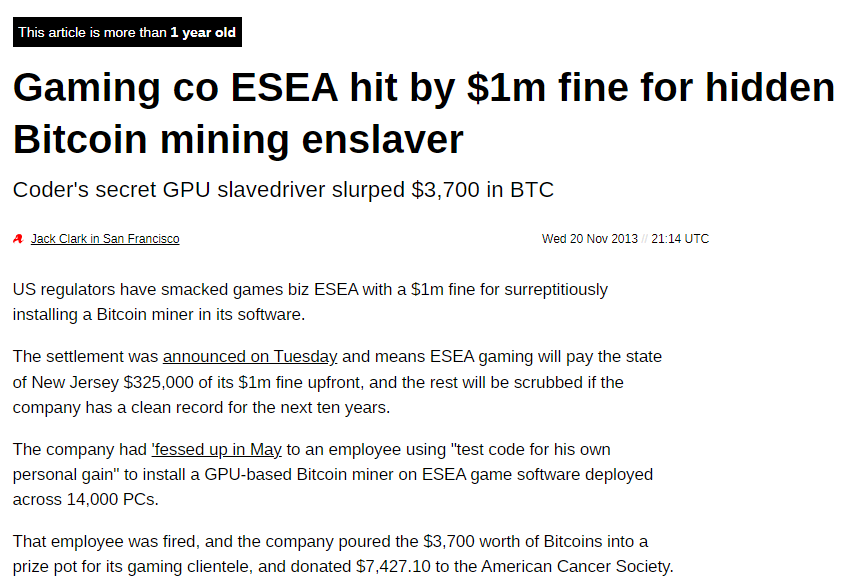 This article is more than 1 year old
Gaming co ESEA hit by $1m fine for hidden
Bitcoin mining enslaver
Coder's secret GPU slavedriver slurped $3,700 in BTC
Jack Clark in San Francisco
Wed 20 Nov 2013 // 21:14 UTC
US regulators have smacked games biz ESEA with a $1m fine for surreptitiously
installing a Bitcoin miner in its software.
The settlement was announced on Tuesday and means ESEA gaming will pay the state
of New Jersey $325,000 of its $1m fine upfront, and the rest will be scrubbed if the
company has a clean record for the next ten years.
The company had 'fessed up in May to an employee using "test code for his own
personal gain" to install a GPU-based Bitcoin miner on ESEA game software deployed
across 14,000 PCs.
That employee was fired, and the company poured the $3,700 worth of Bitcoins into a
prize pot for its gaming clientele, and donated $7,427.10 to the American Cancer Society.